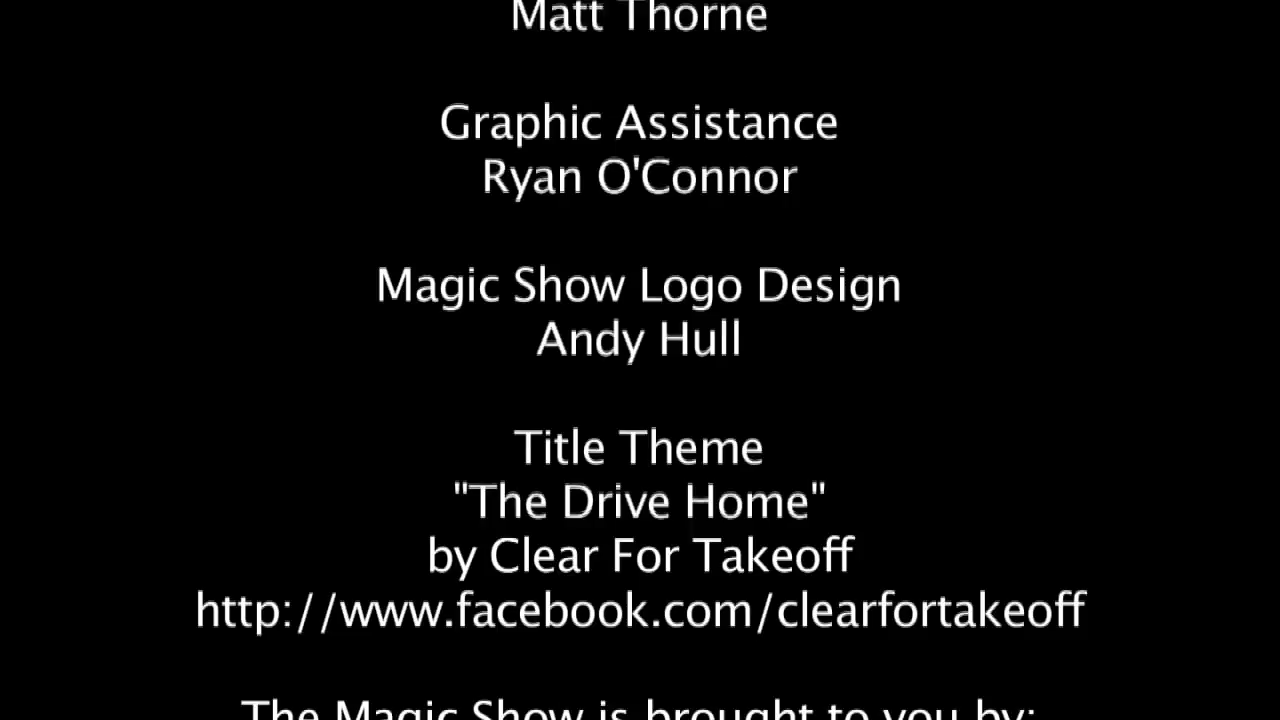 Matt Thorne
Graphic Assistance
Ryan O'Connor
Magic Show Logo Design
Andy Hull
Title Theme
"The Drive Home"
by Clear For Takeoff
http://www.facebook.com/clearfortakeoff
The Magic Show is brought to you by: